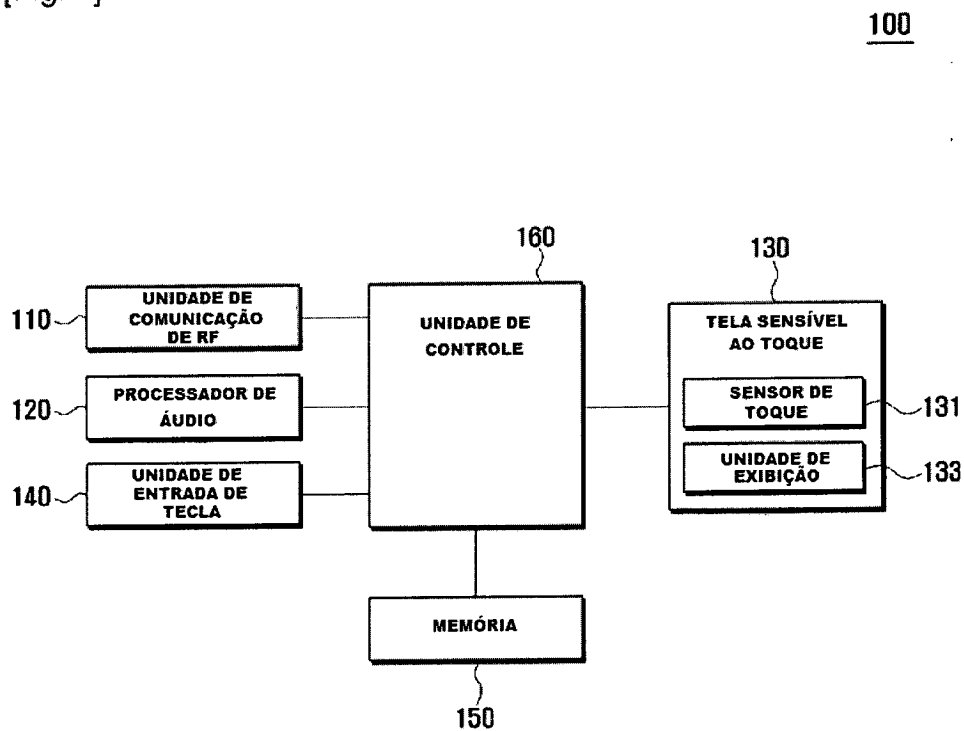 100
160
130
110
UNIDADE DE
COMUNICAÇÃO
DE RF
UNIDADE DE
CONTROLE
TELA SENSÍVEL
AO TOQUE
120
PROCESSADOR DE
ÁUDIO
SENSOR DE
TOQUE
131
140
UNIDADE DE
ENTRADA DE
TECLA
UNIDADE DE
EXIBIÇÃO
133
MEMÓRIA
150